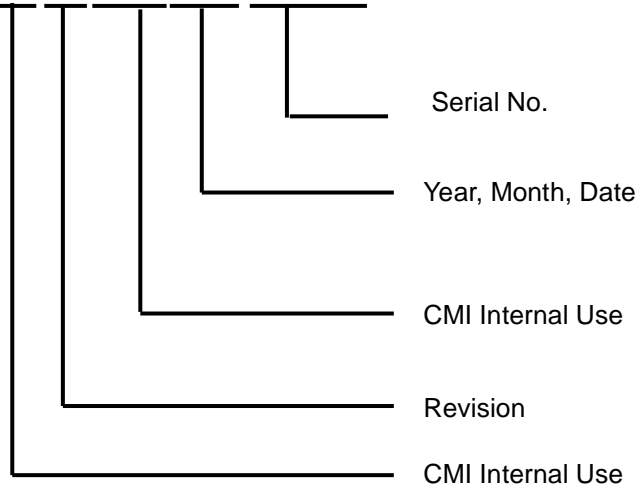 Serial No.
Year, Month, Date
CMI Internal Use
Revision
CMI Internal Use